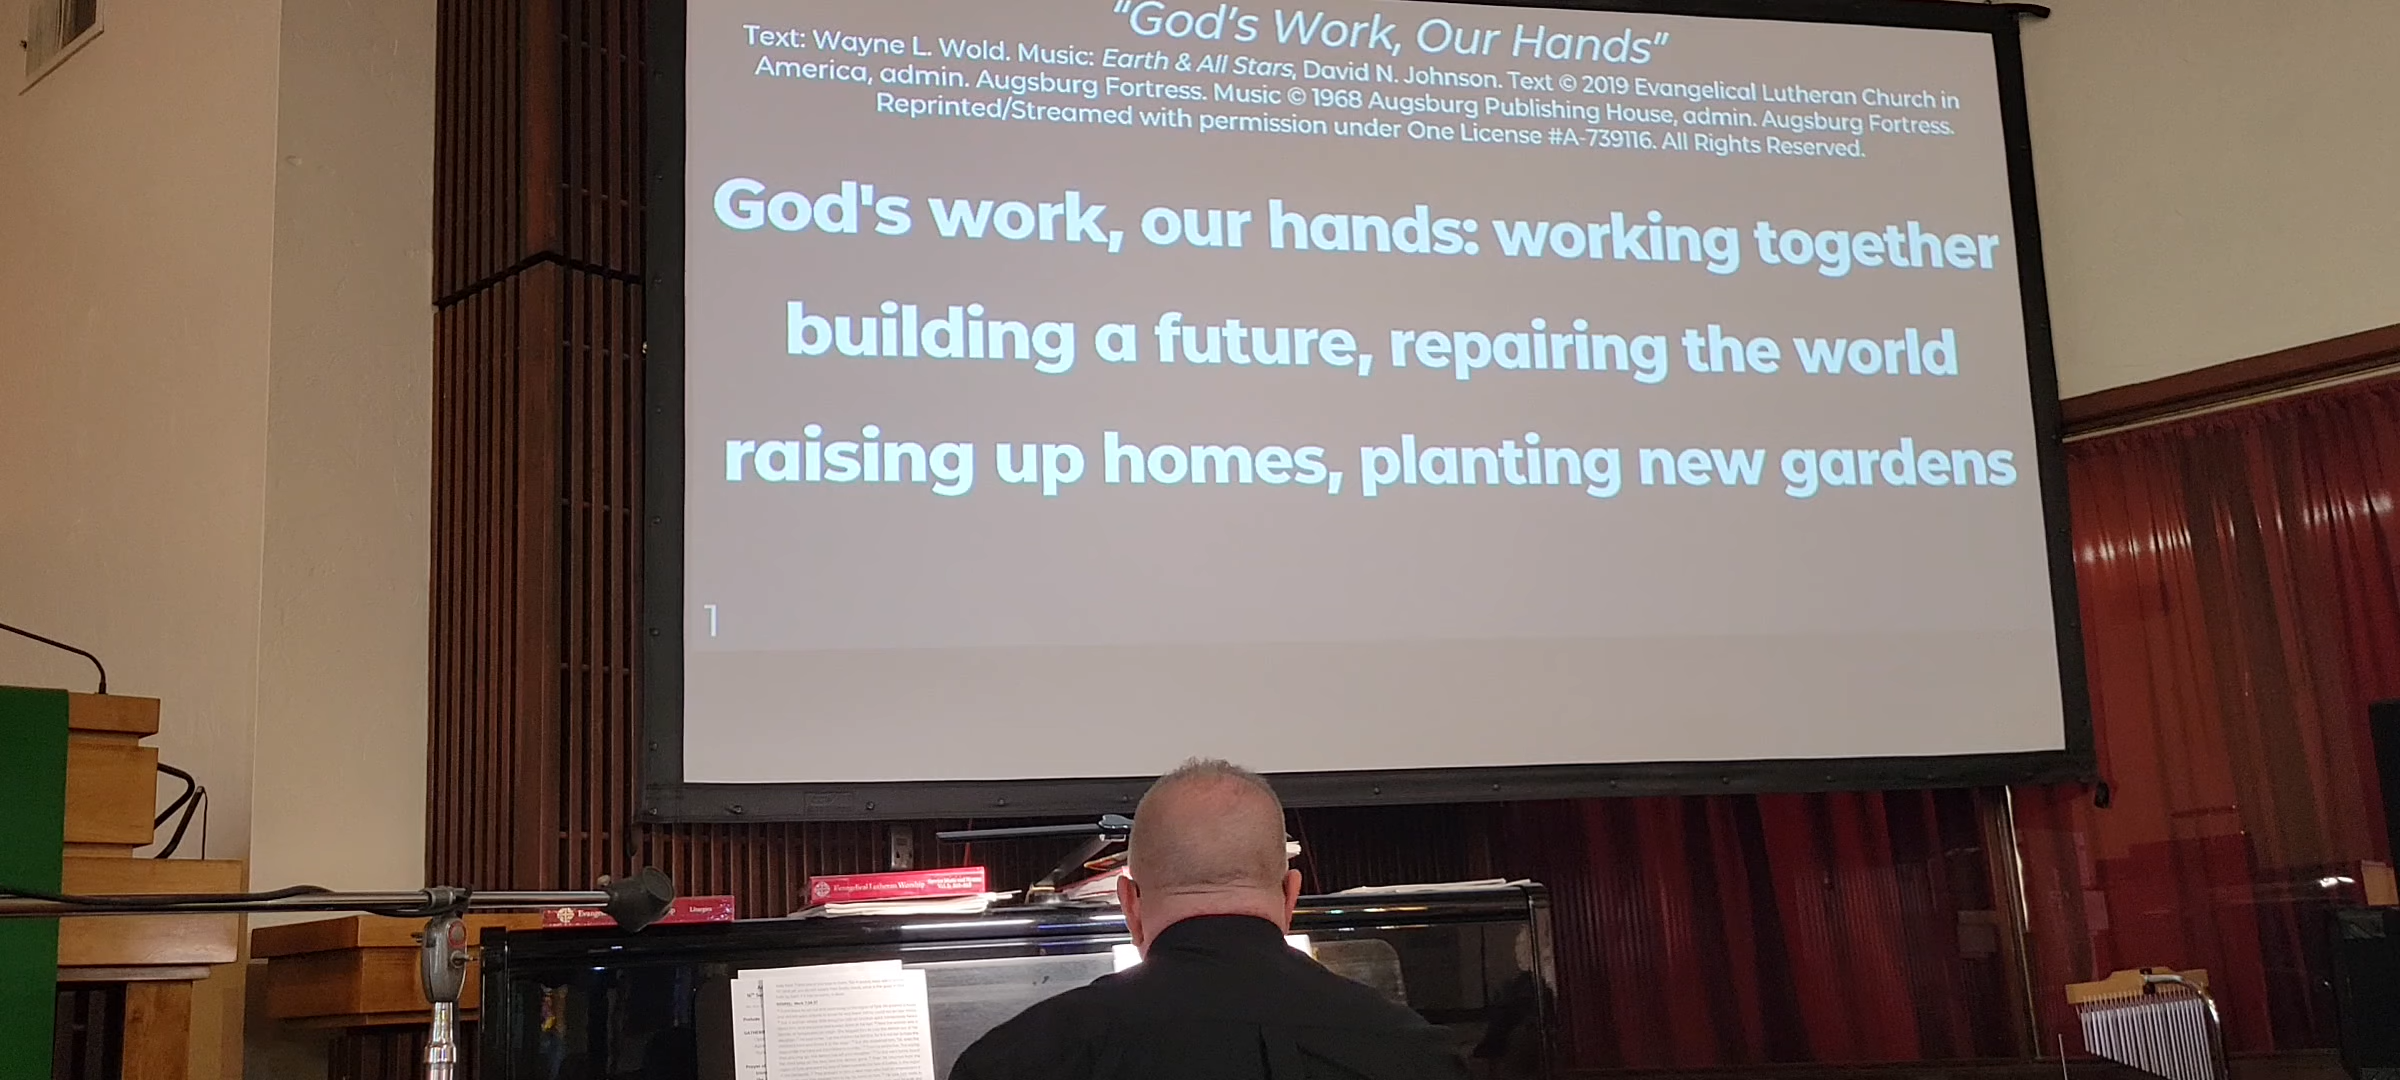 “God’s Work, Our Hands”
Text: Wayne L. Wold. Music: Earth & All Stars, David N. Johnson. Text © 2019 Evangelical Lutheran Church in
America, admin. Augsburg Fortress. Music © 1968 Augsburg Publishing House, admin. Augsburg Fortress.
Reprinted/Streamed with permission under One License #A-739116. All Rights Reserved.
God's work, our hands: working together
building a future, repairing the world
raising up homes, planting new gardens
1
Evangelical Lutheran Worship
Liturgies